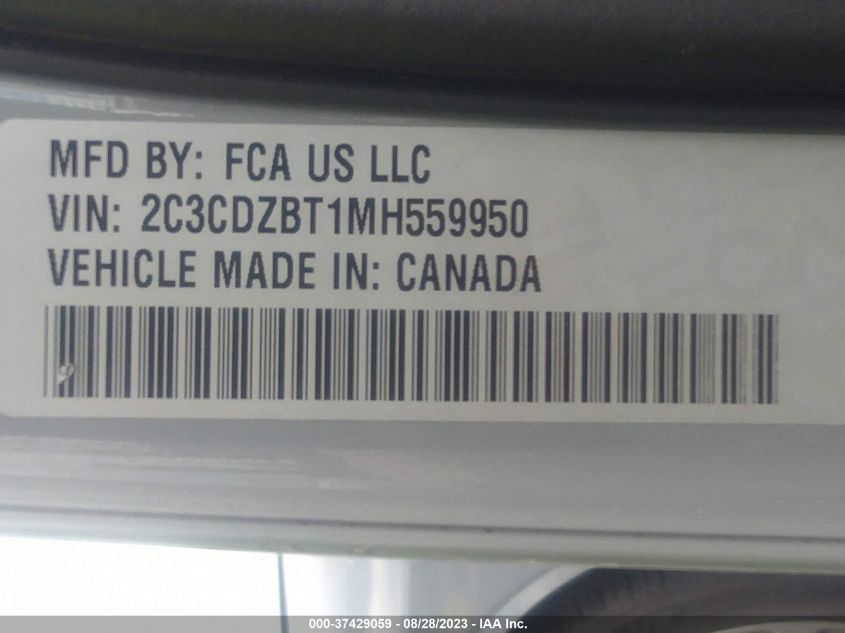 MFD BY: FCA US LLC
VIN: 2C3CDZBT1MH559950
VEHICLE MADE IN: CANADA
000-37429059 - 08/28/2023 - IAA Inc.